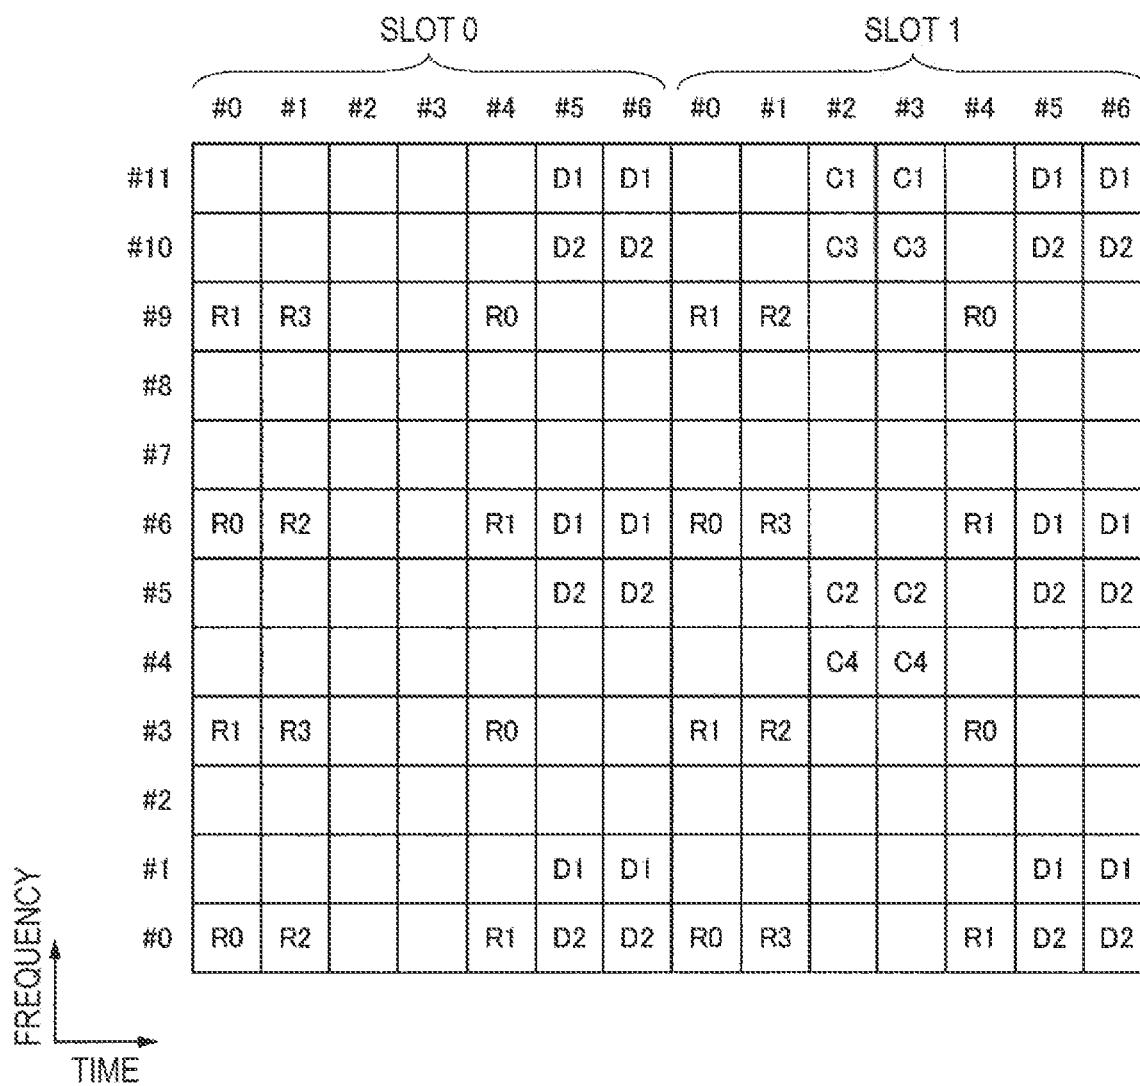 SLOT 0 SLOT 1
#0 #1 #2 #3 #4 #5 #6 #0 #1 #2 #3 #4 #5 #6
#11 D1 D1 C1 C1 D1 D1
#10 D2 D2 C3 C3 D2 D2
#9 R1 R3 R0 R1 R2 R0
#8
#7
#6 R0 R2 R1 D1 D1 R0 R3 R1 D1 D1
#5 D2 D2 C2 C2 D2 D2
#4 C4 C4
#3 R1 R3 R0 R1 R2 R0
#2
#1 D1 D1 D1 D1
#0 R0 R2 R1 D2 D2 R0 R3 R1 D2 D2
FREQUENCY
TIME